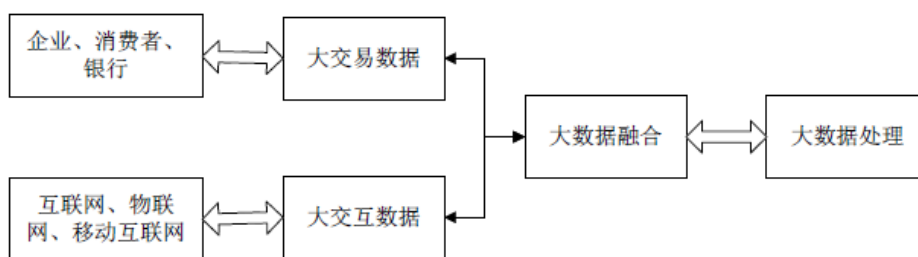 企业、消费者、
银行
大交易数据
大数据融合
大数据处理
互联网、物联
网、移动互联网
大交互数据